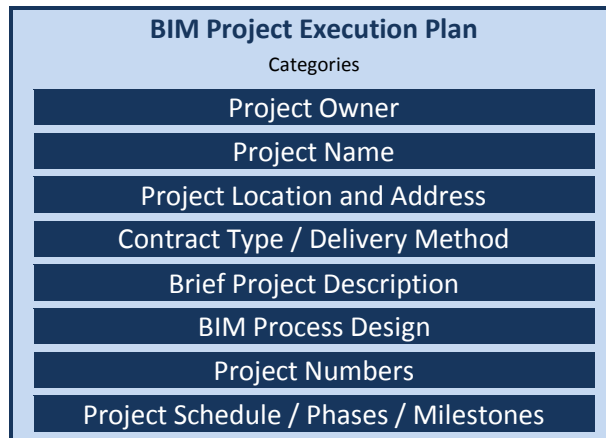 BIM Project Execution Plan
Categories
Project Owner
Project Name
Project Location and Address
Contract Type / Delivery Method
Brief Project Description
BIM Process Design
Project Numbers
Project Schedule / Phases / Milestones